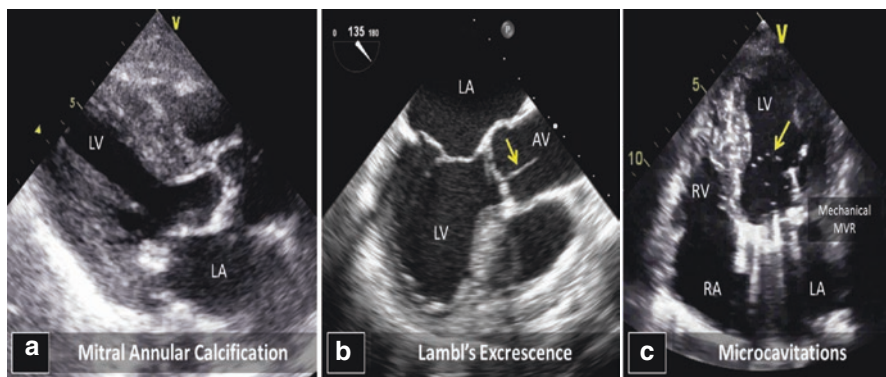 V
5
4
LV
LA
a
Mitral Annular Calcification
0 135 180
P
LA
AV
LV
b
Lambl's Excrescence
V
5
10
LV
RV
Mechanical
MVR
RA
LA
c
Microcavitations